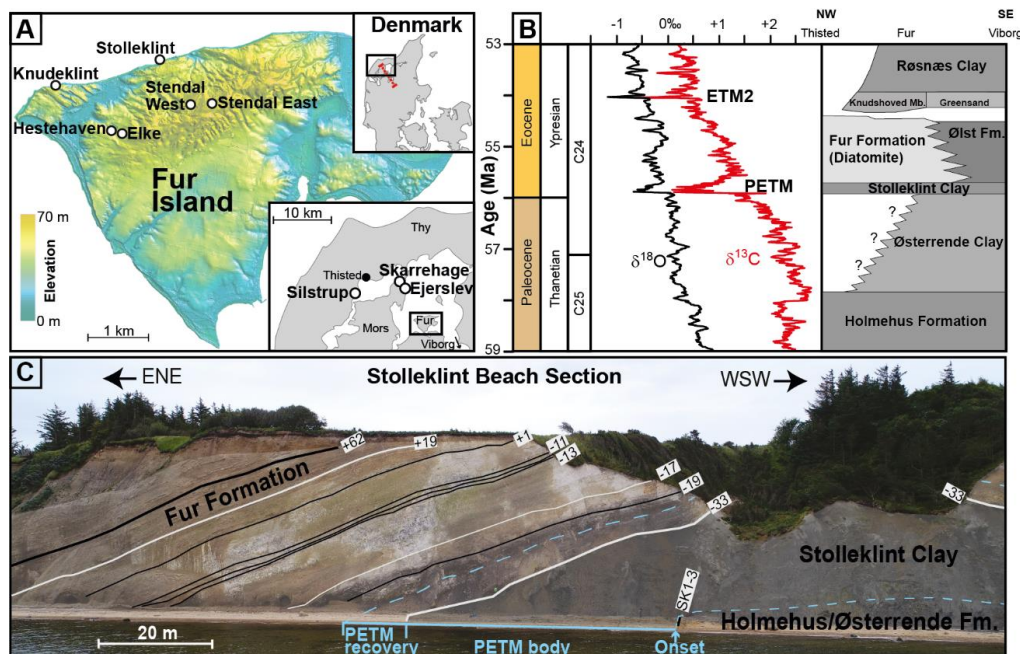 A
Denmark
Stolleklint
Knudeklint
Stendal
West
Stendal East
Hestehaven
Elke
Fur
Island
70 m
Elevation
0 m
1 km
10 km
Thy
Thisted
Skarrehage
Silstrup
Ejerslev
Mors
Fur
Viborg
B
-1
0‰
+1
+2
NW
SE
Thisted
Fur
Viborg
53
55
57
59
Age (Ma)
Eocene
Paleocene
Ypresian
Thanetian
C24
C25
ETM2
PETM
δ18O
δ13C
Røsnæs Clay
Knudshoved Mb.
Greensand
Fur Formation
(Diatomite)
Ølst Fm.
Stolleklint Clay
?
?
?
Østerrende Clay
Holmehus Formation
C
ENE
Stolleklint Beach Section
WSW
+62
+19
+1
-11
-13
-17
-19
-33
-33
Fur Formation
Stolleklint Clay
SK1-3
Holmehus/Østerrende Fm.
20 m
PETM
recovery
PETM body
Onset